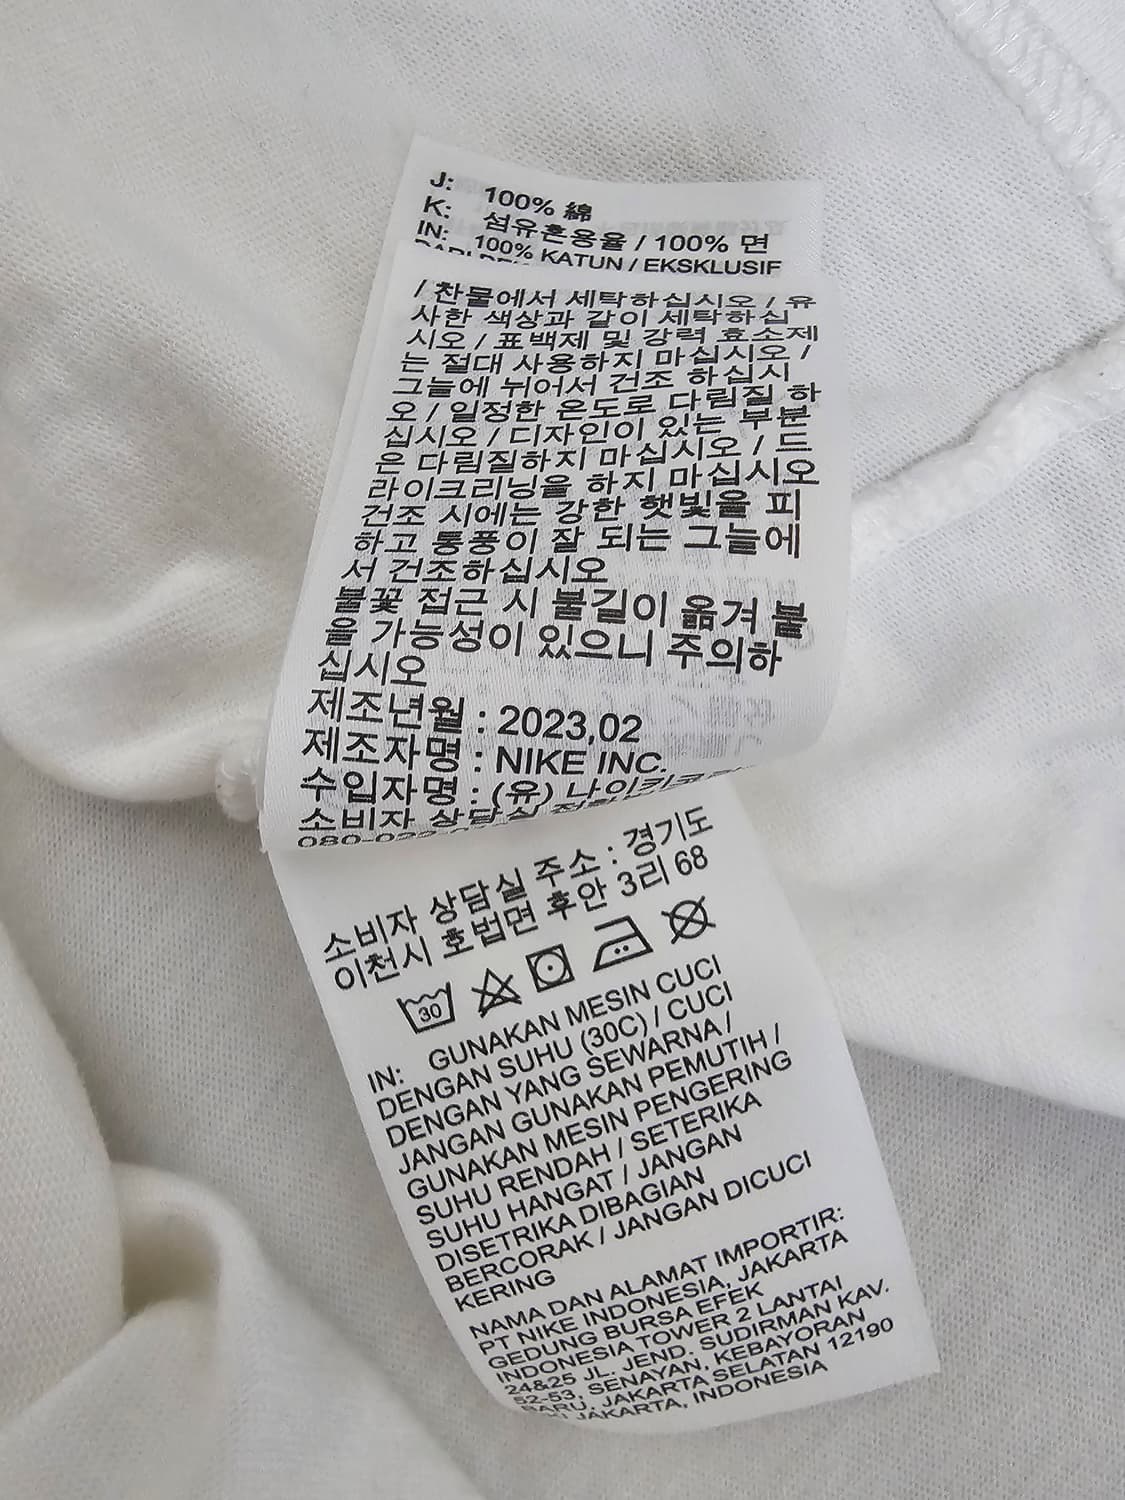 J: 100% 綿
K: 섬유혼용율 / 100% 면
IN: 100% KATUN / EKSKLUSIF
/ 찬물에서 세탁하십시오 / 유
사한 색상과 같이 세탁하십
시오 / 표백제 및 강력 효소제
는 절대 사용하지 마십시오 /
그늘에 뉘어서 건조 하십시
오 / 일정한 온도로 다림질 하
십시오 / 디자인이 있는 부분
은 다림질하지 마십시오 / 드
라이크리닝을 하지 마십시오
건조 시에는 강한 햇빛을 피
하고 통풍이 잘 되는 그늘에
서 건조하십시오
불꽃 접근 시 불길이 옮겨 붙
을 가능성이 있으니 주의하
십시오
제조년월 : 2023,02
제조자명 : NIKE INC.
수입자명 : (유) 나이키코리아
소비자 상담실
소비자 상담실 주소 : 경기도
이천시 호법면 후안 3리 68
30
IN: GUNAKAN MESIN CUCI
DENGAN SUHU (30C) / CUCI
DENGAN YANG SEWARNA /
JANGAN GUNAKAN PEMUTIH /
GUNAKAN MESIN PENGERING
SUHU RENDAH / SETERIKA
SUHU HANGAT / JANGAN
DISETRIKA DIBAGIAN
BERCORAK / JANGAN DICUCI
KERING
NAMA DAN ALAMAT IMPORTIR:
PT NIKE INDONESIA, JAKARTA
GEDUNG BURSA EFEK
INDONESIA TOWER 2 LANTAI
24&25 JL. JEND. SUDIRMAN KAV.
52-53, SENAYAN, KEBAYORAN
BARU, JAKARTA SELATAN 12190
JAKARTA, INDONESIA